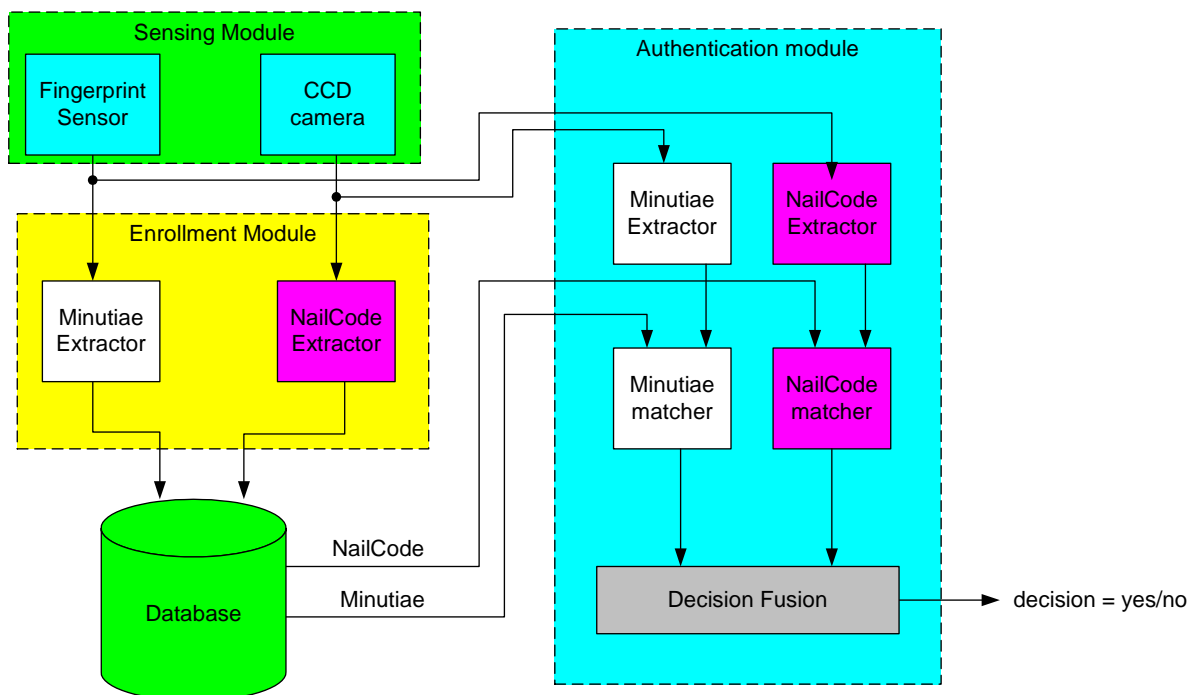 Sensing Module
Fingerprint
Sensor
CCD
camera
Enrollment Module
Minutiae
Extractor
NailCode
Extractor
Database
NailCode
Minutiae
Authentication module
Minutiae
Extractor
NailCode
Extractor
Minutiae
matcher
NailCode
matcher
Decision Fusion
decision = yes/no